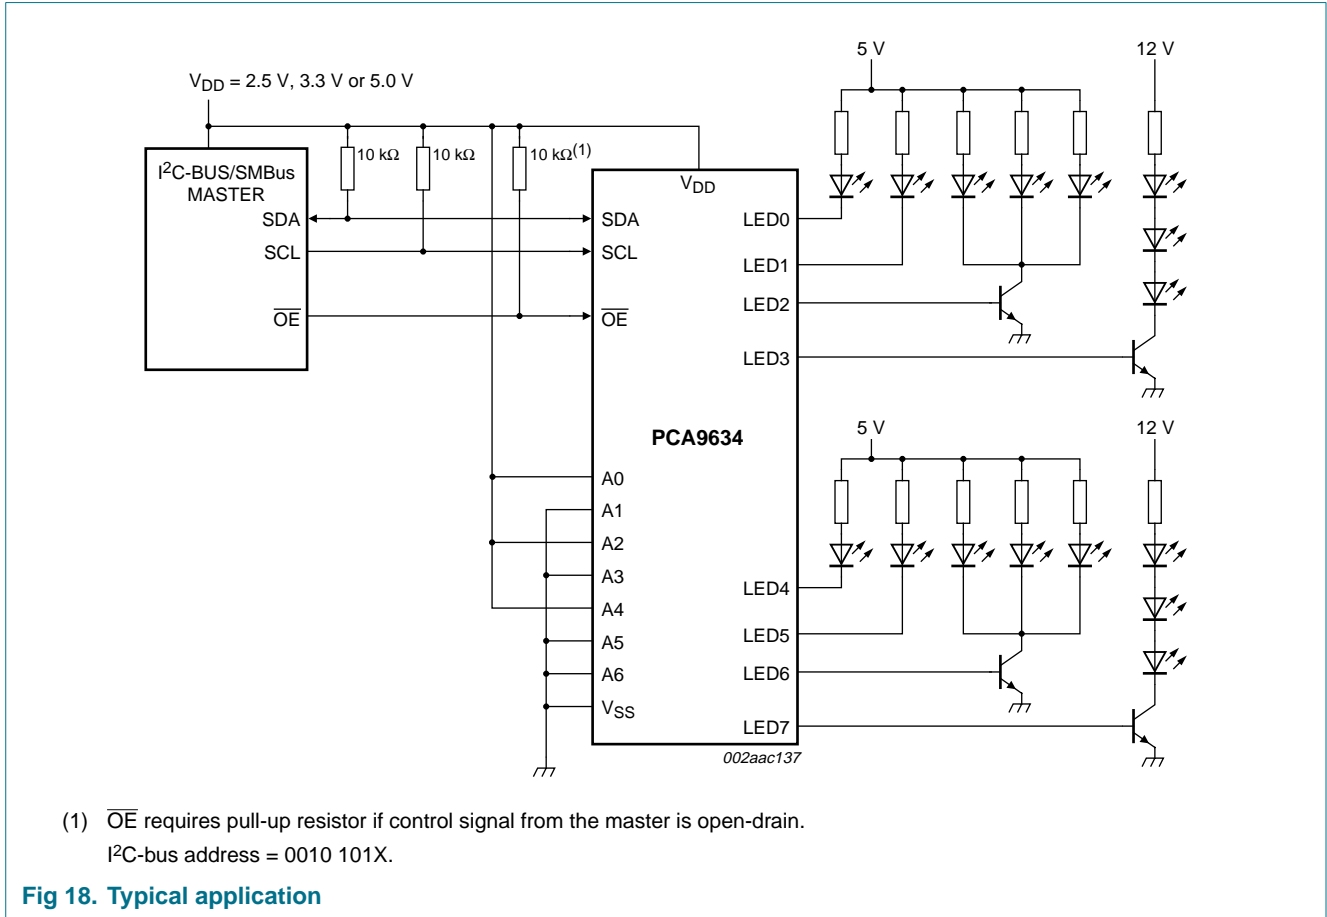 5 V
12 V
VDD = 2.5 V, 3.3 V or 5.0 V
10 kΩ
10 kΩ
10 kΩ(1)
I2C-BUS/SMBus
MASTER
SDA
SCL
OE
VDD
SDA
SCL
OE
LED0
LED1
LED2
LED3
PCA9634
5 V
12 V
A0
A1
A2
A3
A4
A5
A6
VSS
LED4
LED5
LED6
LED7
002aac137
(1) OE requires pull-up resistor if control signal from the master is open-drain.
I2C-bus address = 0010 101X.
Fig 18. Typical application